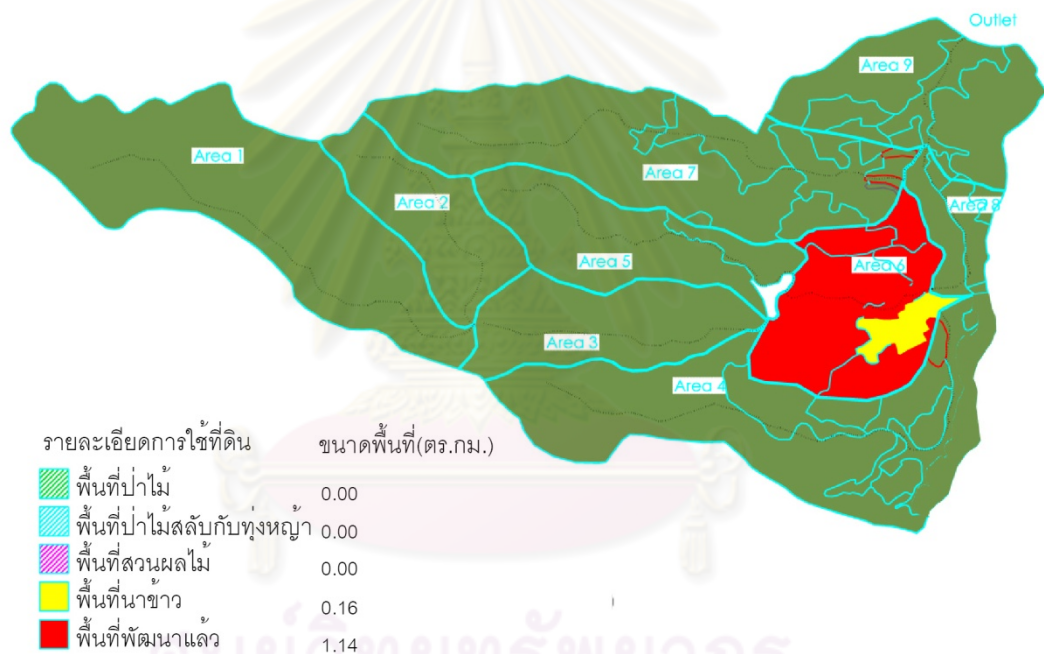 Outlet
Area 9
Area 1
Area 7
Area 2
Area 8
Area 5
Area 6
Area 3
Area 4
รายละเอียดการใช้ที่ดิน ขนาดพื้นที่(ตร.กม.)
พื้นที่ป่าไม้ 0.00
พื้นที่ป่าไม้สลับกับทุ่งหญ้า 0.00
พื้นที่สวนผลไม้ 0.00
พื้นที่นาข้าว 0.16
พื้นที่พัฒนาแล้ว 1.14